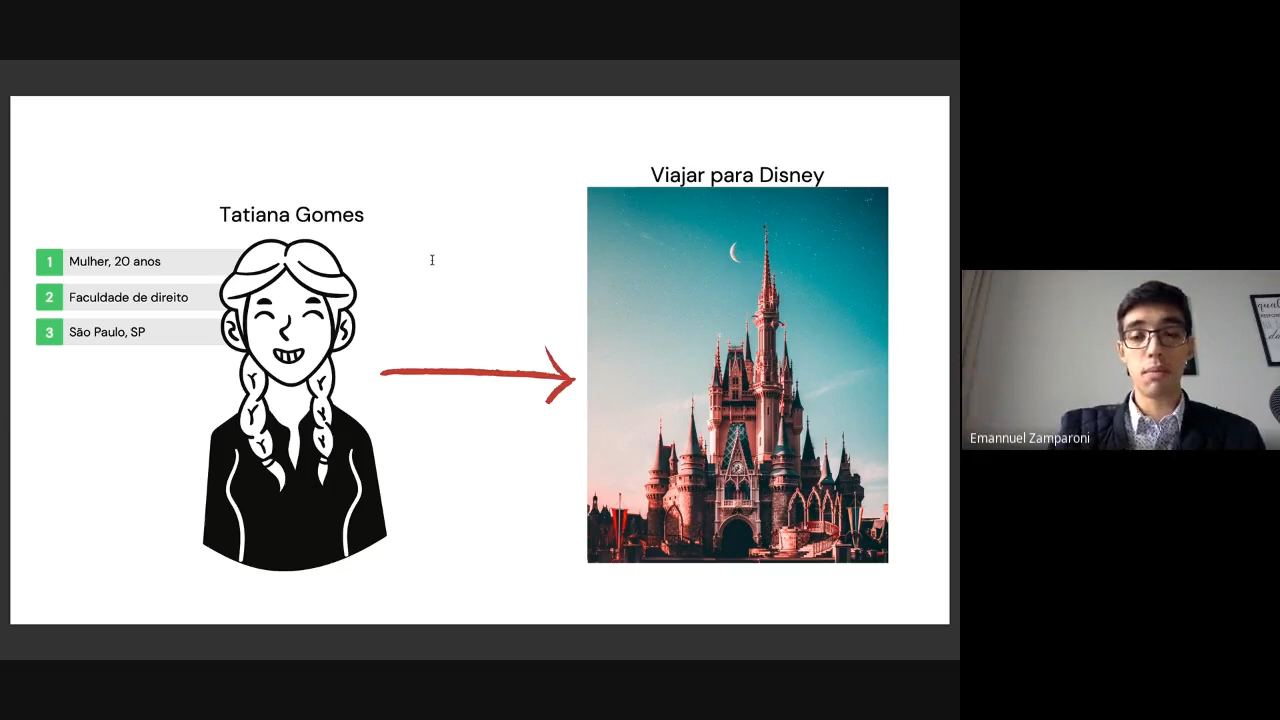 Viajar para Disney
Tatiana Gomes
1 Mulher, 20 anos
2 Faculdade de direito
3 São Paulo, SP
Emannuel Zamparoni